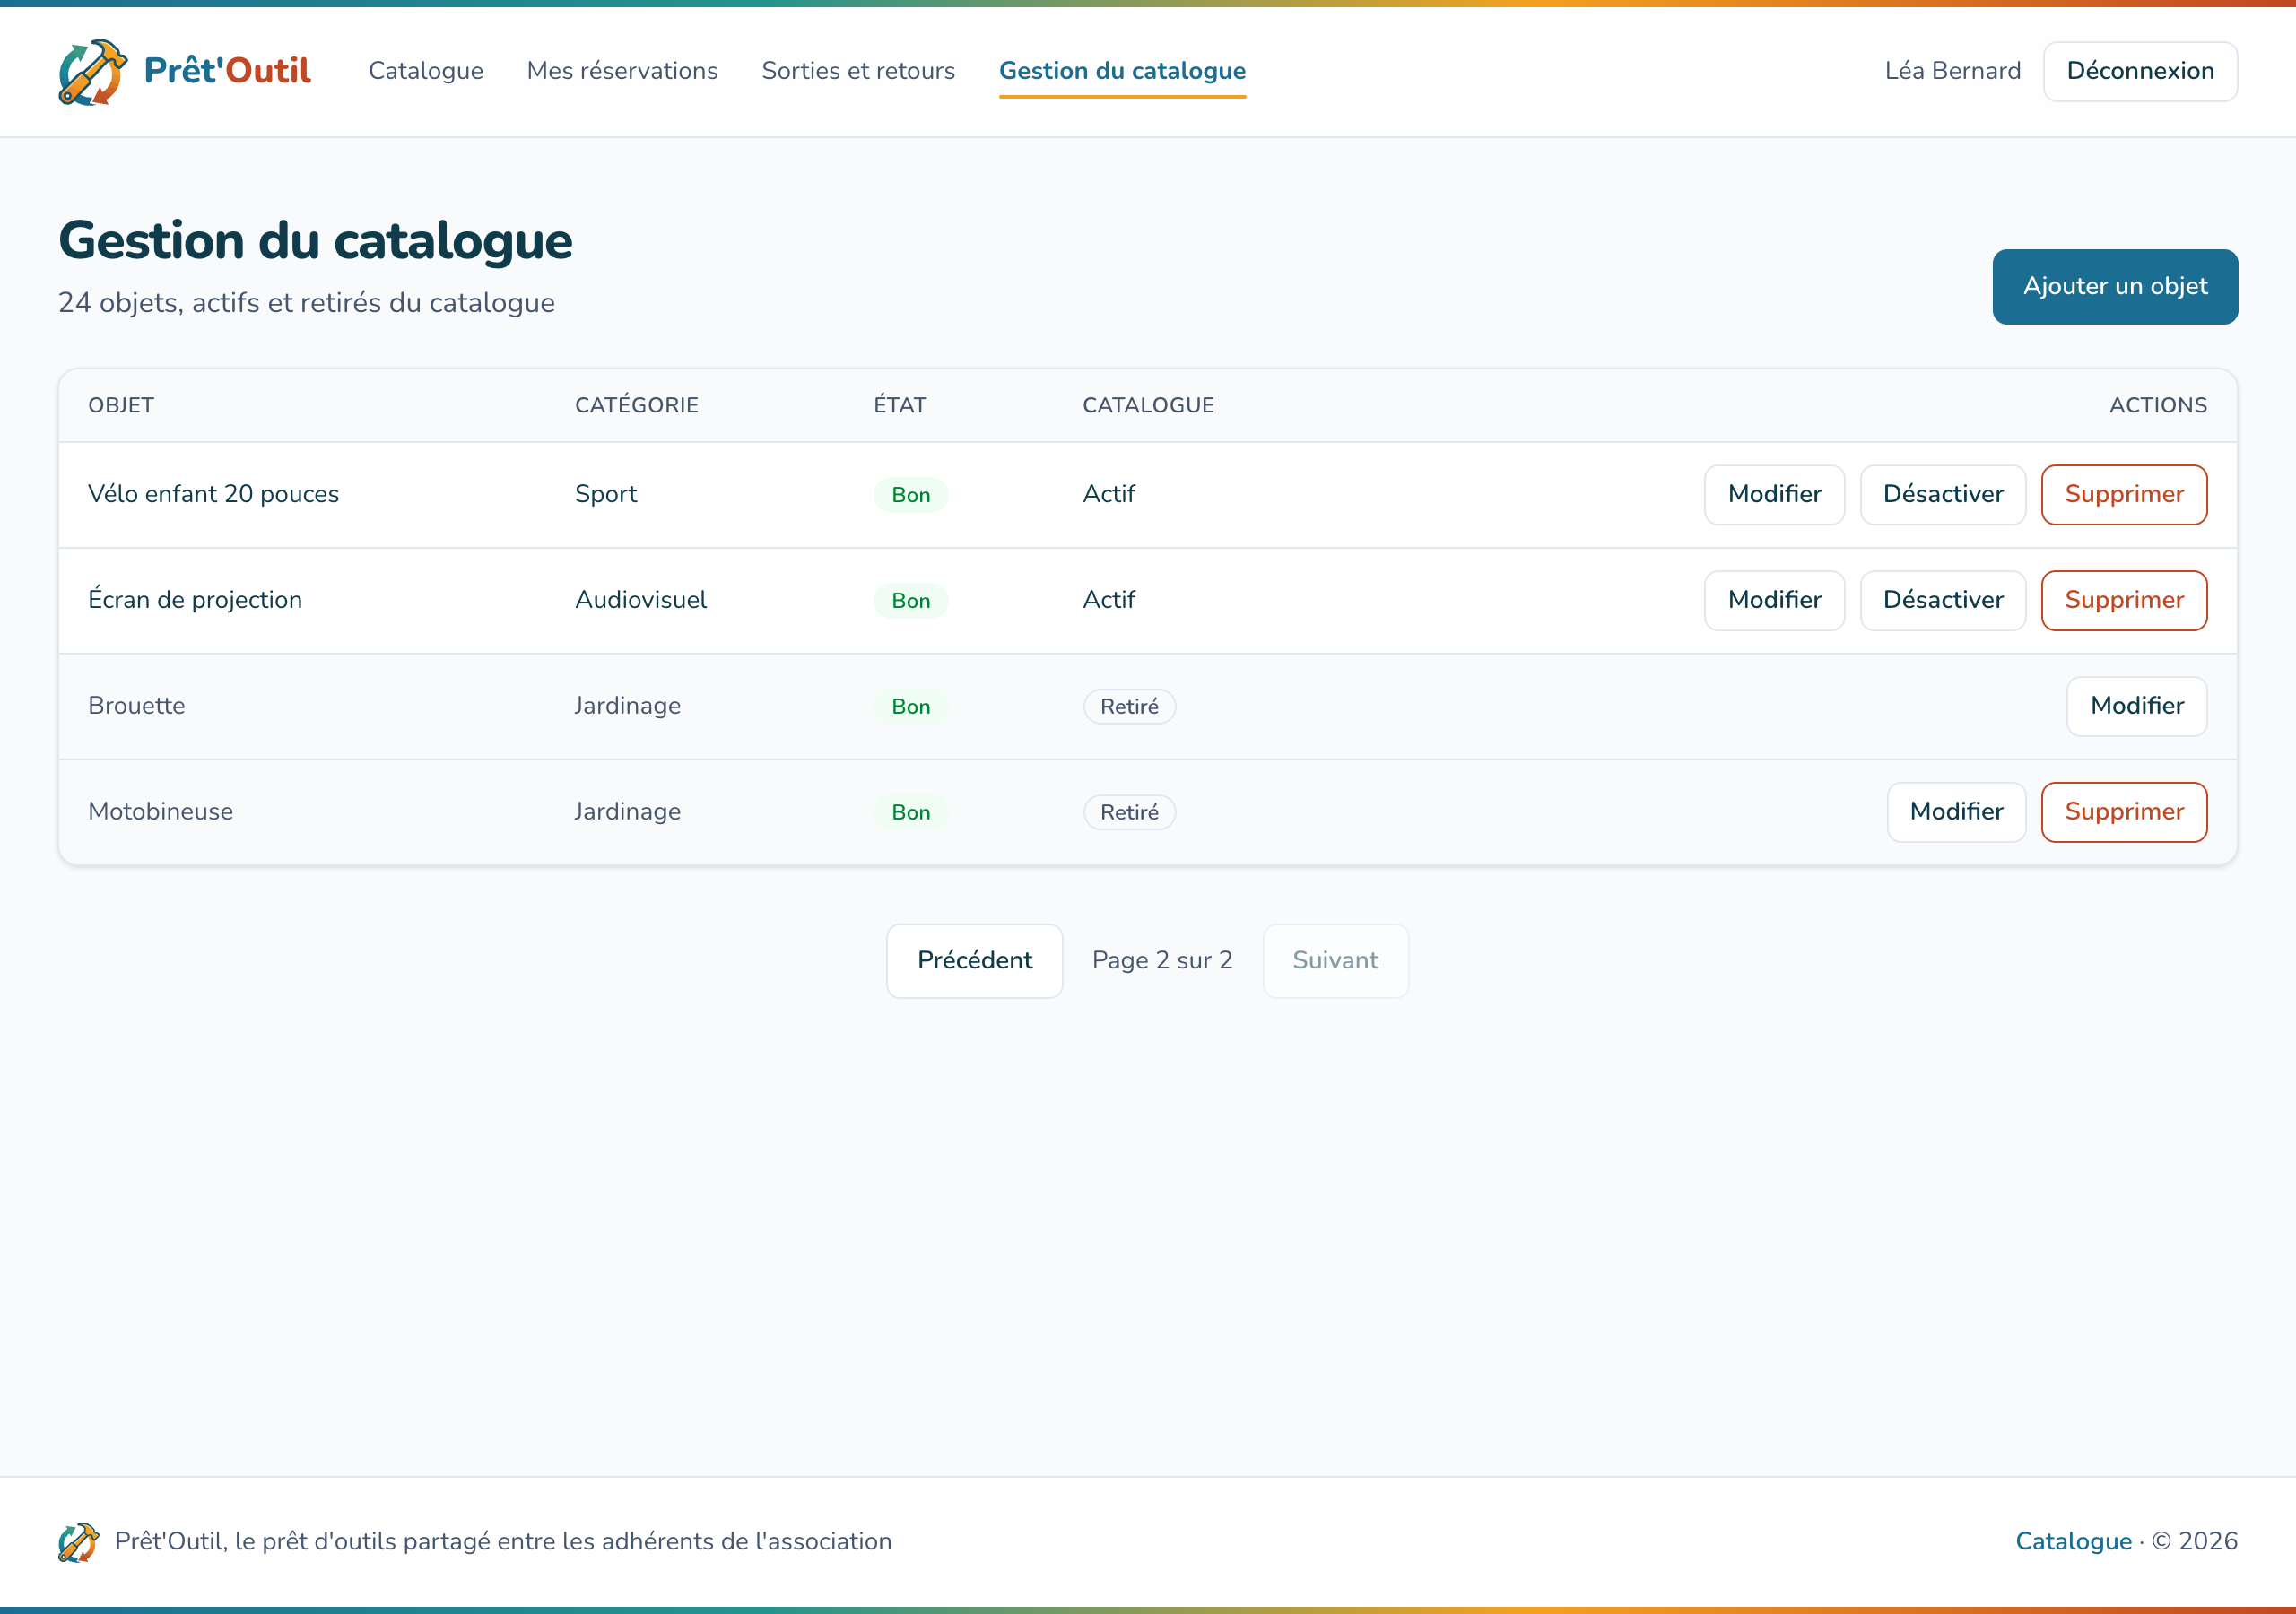 Prêt'Outil Catalogue Mes réservations Sorties et retours Gestion du catalogue Léa Bernard Déconnexion
Gestion du catalogue
24 objets, actifs et retirés du catalogue
Ajouter un objet
OBJET CATÉGORIE ÉTAT CATALOGUE ACTIONS
Vélo enfant 20 pouces Sport Bon Actif Modifier Désactiver Supprimer
Écran de projection Audiovisuel Bon Actif Modifier Désactiver Supprimer
Brouette Jardinage Bon Retiré Modifier
Motobineuse Jardinage Bon Retiré Modifier Supprimer
Précédent Page 2 sur 2 Suivant
Prêt'Outil, le prêt d'outils partagé entre les adhérents de l'association Catalogue · © 2026